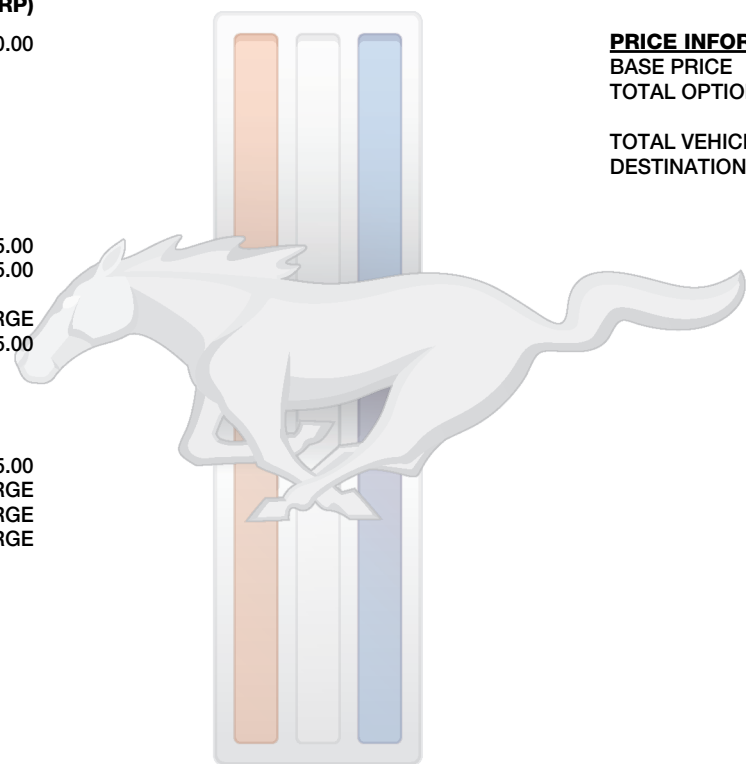 RP)
0.00
5.00
5.00
RGE
5.00
5.00
RGE
RGE
RGE
PRICE INFOR
BASE PRICE
TOTAL OPTIO
TOTAL VEHICL
DESTINATION